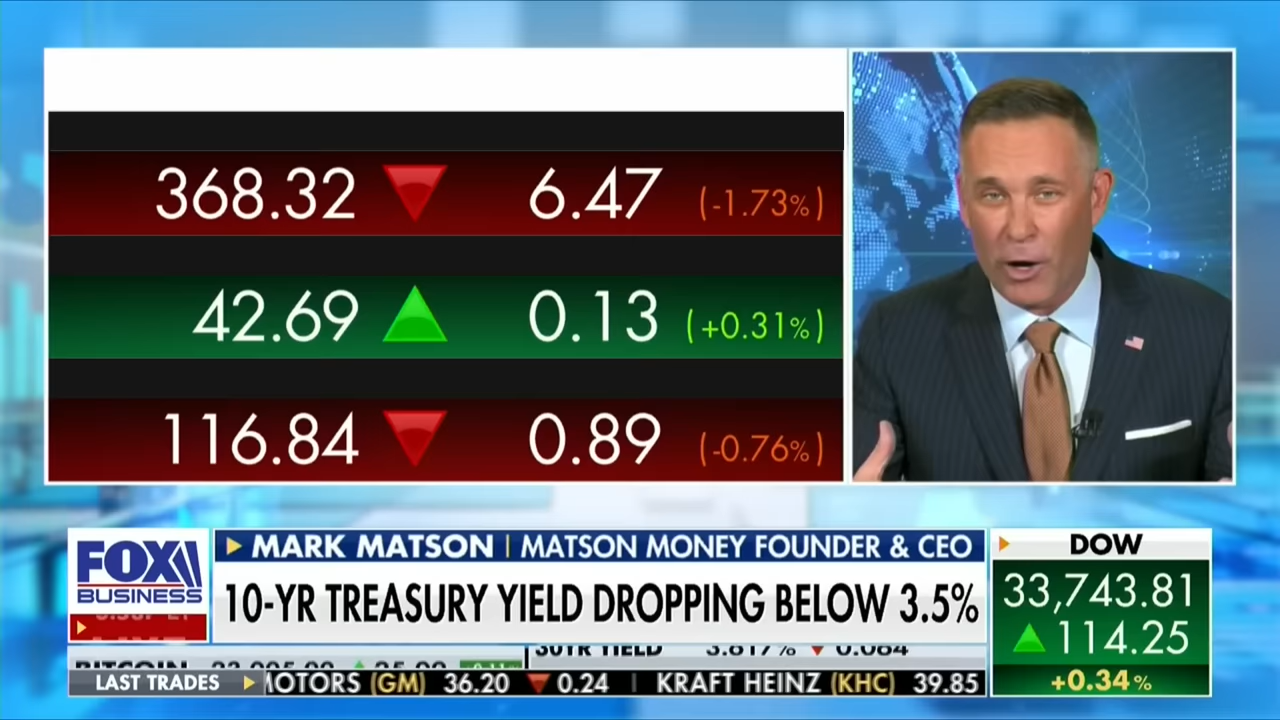 368.32 ▼ 6.47 (-1.73%)
42.69 ▲ 0.13 (+0.31%)
116.84 ▼ 0.89 (-0.76%)
FOX
BUSINESS
MARK MATSON | MATSON MONEY FOUNDER & CEO
10-YR TREASURY YIELD DROPPING BELOW 3.5%
DOW
33,743.81
▲ 114.25
+0.34%
BITCOIN
30YR YIELD 3.617% ▼ 0.084
LAST TRADES MOTORS (GM) 36.20 ▼ 0.24 | KRAFT HEINZ (KHC) 39.85